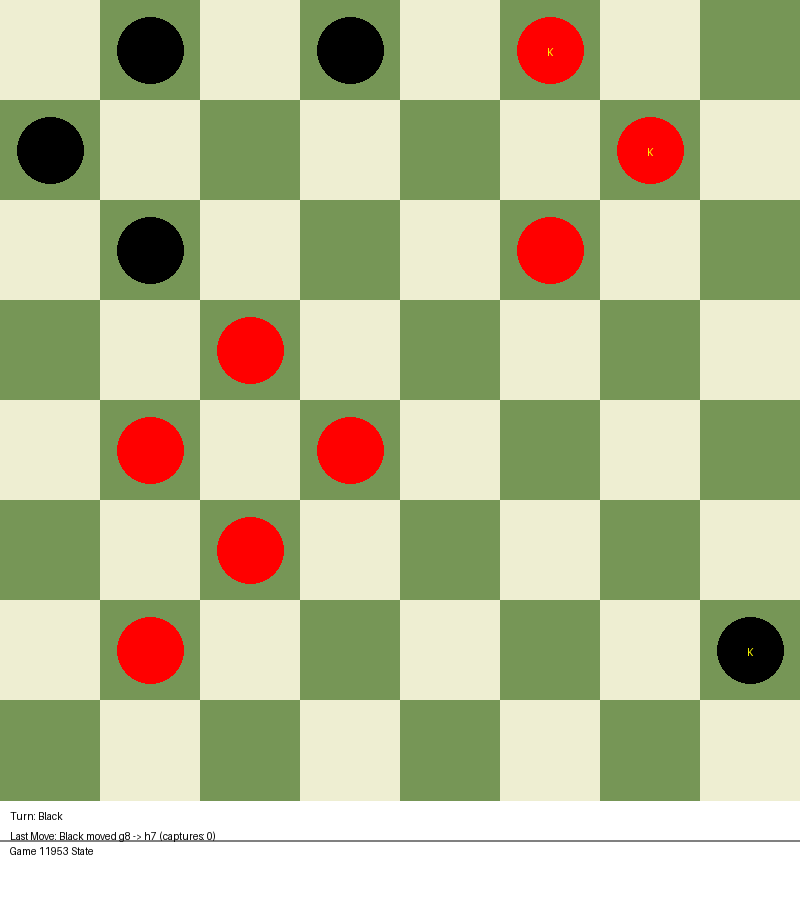 K
K
K
Turn: Black
Last Move: Black moved g8 -> h7 (captures: 0)
Game 11953 State